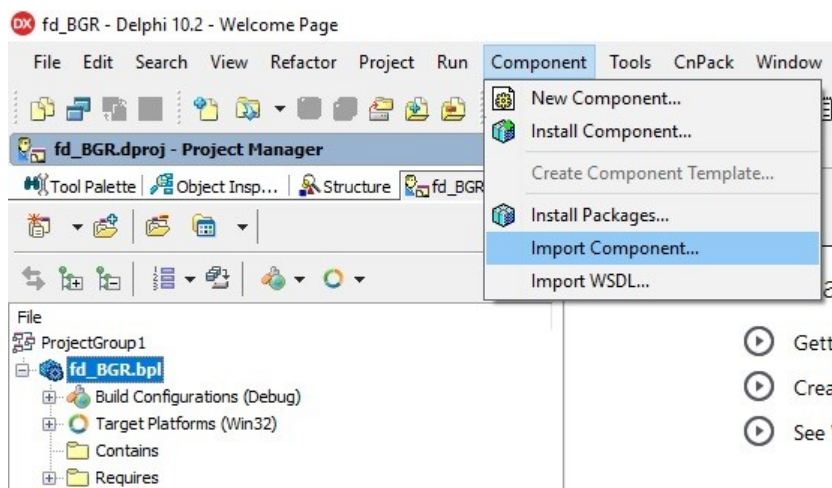 DX fd_BGR - Delphi 10.2 - Welcome Page
File Edit Search View Refactor Project Run Component Tools CnPack Window
New Component...
Install Component...
fd_BGR.dproj - Project Manager
Create Component Template...
Tool Palette Object Insp... Structure fd_BGR
Install Packages...
Import Component...
Import WSDL...
File
ProjectGroup1
fd_BGR.bpl
Build Configurations (Debug)
Target Platforms (Win32)
Contains
Requires
See